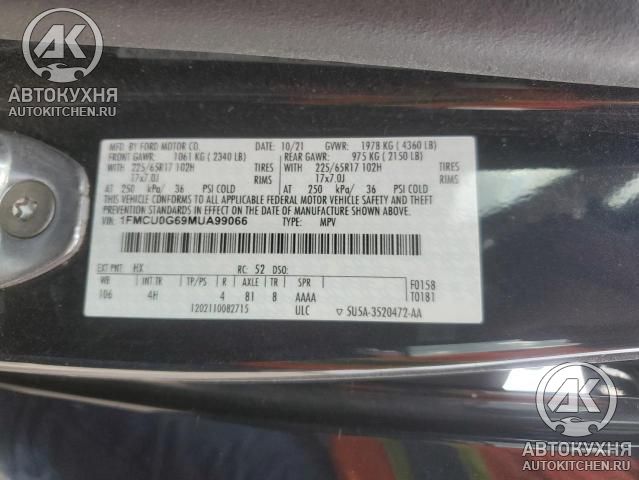 АК
АВТОКУХНЯ
AUTOKITCHEN.RU
MFD. BY FORD MOTOR CO. DATE: 10/21 GVWR: 1978 KG ( 4360 LB)
FRONT GAWR: 1061 KG ( 2340 LB) REAR GAWR: 975 KG ( 2150 LB)
WITH 225/65R17 102H TIRES WITH 225/65R17 102H TIRES
17x7.0J RIMS 17x7.0J RIMS
AT 250 kPa/ 36 PSI COLD AT 250 kPa/ 36 PSI COLD
THIS VEHICLE CONFORMS TO ALL APPLICABLE FEDERAL MOTOR VEHICLE SAFETY AND
THEFT PREVENTION STANDARDS IN EFFECT ON THE DATE OF MANUFACTURE SHOWN ABOVE.
VIN: 1FMCU0G69MUA99066 TYPE: MPV
EXT PNT: HX RC: 52 DSO:
WB INT TR TP/PS R AXLE TR SPR F0158
106 4H 4 81 8 AAAA T0181
1202110082715 ULC ▽ 5U5A-3520472-AA
АК
АВТОКУХНЯ
AUTOKITCHEN.RU